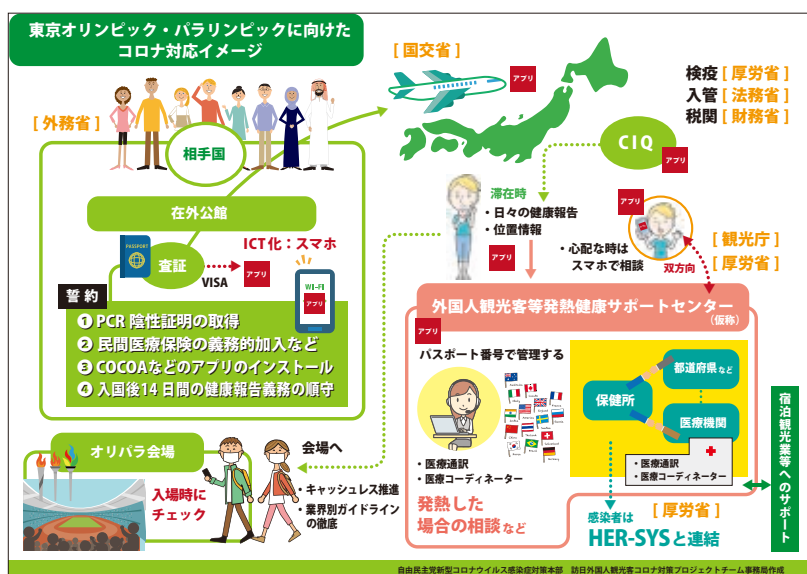 東京オリンピック・パラリンピックに向けた
コロナ対応イメージ
[ 外務省 ]
相手国
在外公館
PASSPORT
査証
VISA
ICT化：スマホ
アプリ
WI-FI
アプリ
誓約
❶ PCR 陰性証明の取得
❷ 民間医療保険の義務的加入など
❸ COCOAなどのアプリのインストール
❹ 入国後14 日間の健康報告義務の順守
[ 国交省 ]
アプリ
検疫 [ 厚労省 ]
入管 [ 法務省 ]
税関 [ 財務省 ]
CIQ
アプリ
滞在時
・日々の健康報告
・位置情報
アプリ
アプリ
・心配な時は
スマホで相談
双方向
[ 観光庁 ]
[ 厚労省 ]
外国人観光客等発熱健康サポートセンター
(仮称)
アプリ
パスポート番号で管理する
・医療通訳
・医療コーディネーター
発熱した
場合の相談 など
保健所
都道府県など
医療機関
・医療通訳
・医療コーディネーター
感染者は
[ 厚労省 ]
HER-SYSと連結
宿泊観光業等へのサポート
オリパラ会場
入場時に
チェック
会場へ
・キャッシュレス推進
・業界別ガイドライン
の徹底
自由民主党新型コロナウイルス感染症対策本部　訪日外国人観光客コロナ対策プロジェクトチーム事務局作成